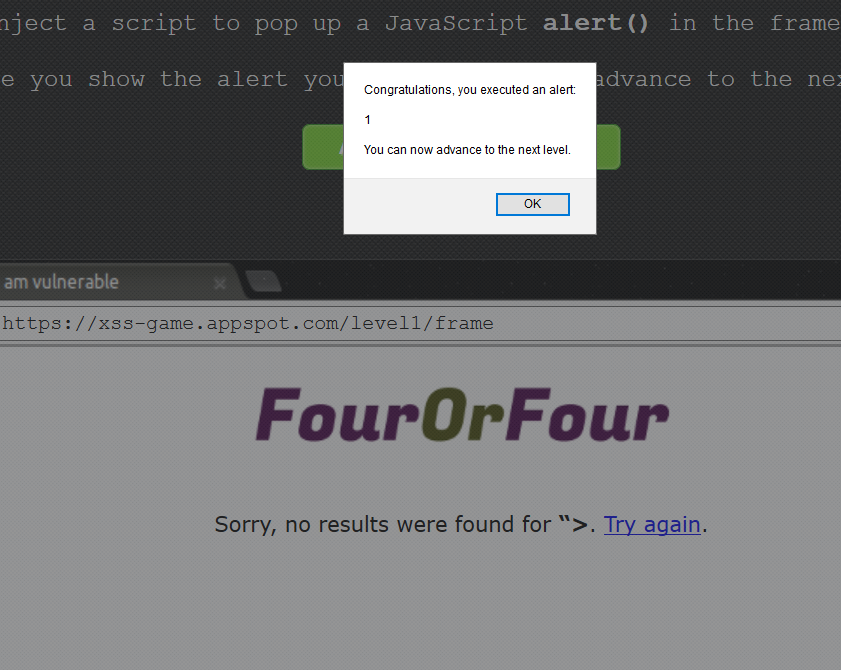 nject a script to pop up a JavaScript alert() in the frame
e you show the alert you advance to the nex
Congratulations, you executed an alert:
1
You can now advance to the next level.
OK
am vulnerable
https://xss-game.appspot.com/level1/frame
FourOrFour
Sorry, no results were found for “>. Try again.